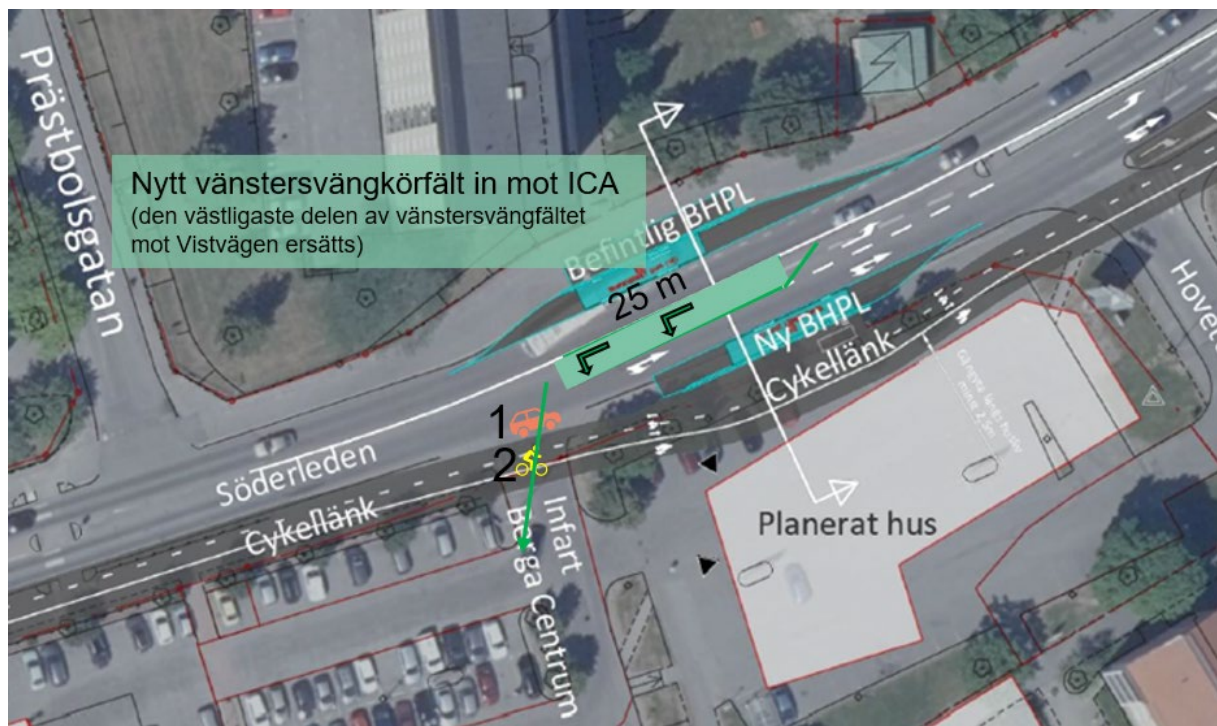 Prästbolsgatan
Nytt vänstersvängkörfält in mot ICA
(den västligaste delen av vänstersvängfältet
mot Vistvägen ersätts)
Befintlig BHPL
25 m
Ny BHPL
Cykellänk
1
2
Söderleden
Cykellänk
Infart
Berga Centrum
Planerat hus